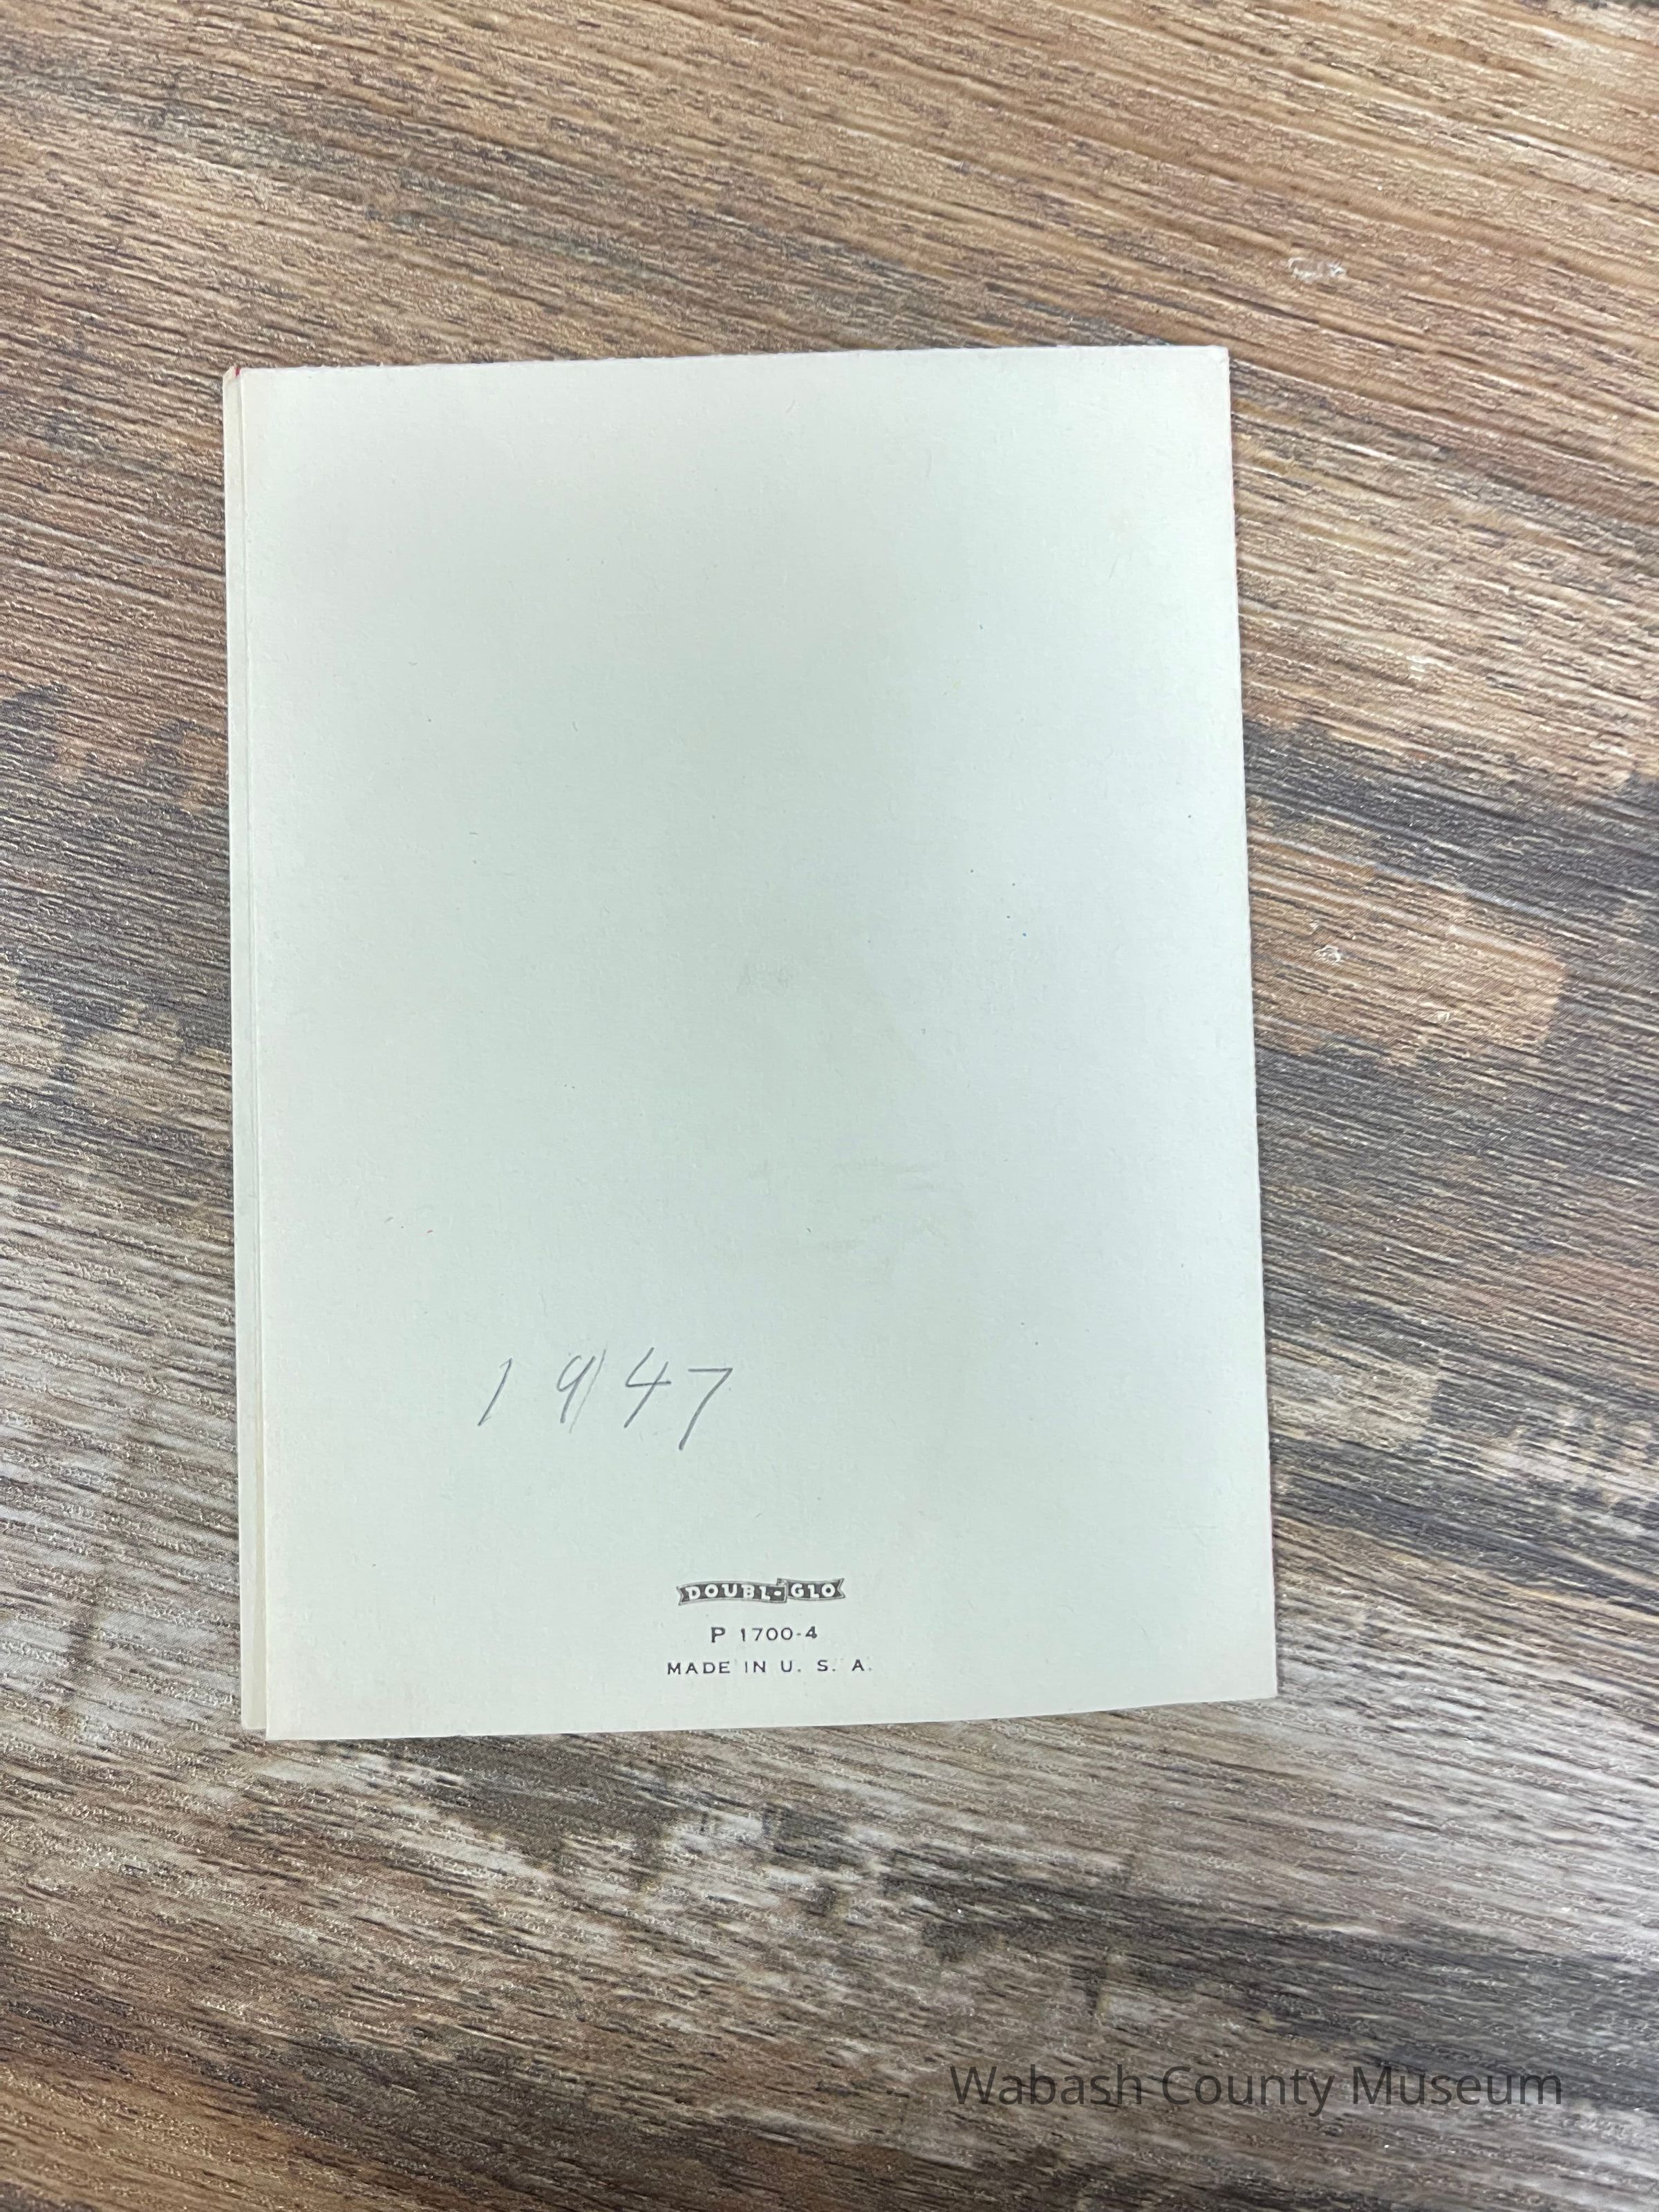 1947
DOUBL-GLO
P 1700-4
MADE IN U. S. A.
Wabash County Museum